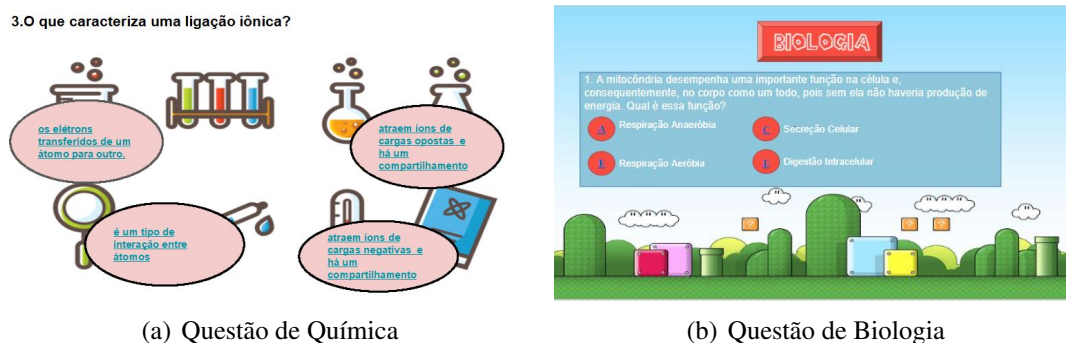 3.O que caracteriza uma ligação iônica?
os elétrons
transferidos de um
átomo para outro.
atraem íons de
cargas opostas e
há um
compartilhamento
é um tipo de
interação entre
átomos
atraem íons de
cargas negativas e
há um
compartilhamento
(a) Questão de Química
BIOLOGIA
1. A mitocôndria desempenha uma importante função na célula e,
consequentemente, no corpo como um todo, pois sem ela não haveria produção de
energia. Qual é essa função?
A Respiração Anaeróbia
C Secreção Celular
Respiração Aeróbia
Digestão Intracelular
? ? ?
(b) Questão de Biologia